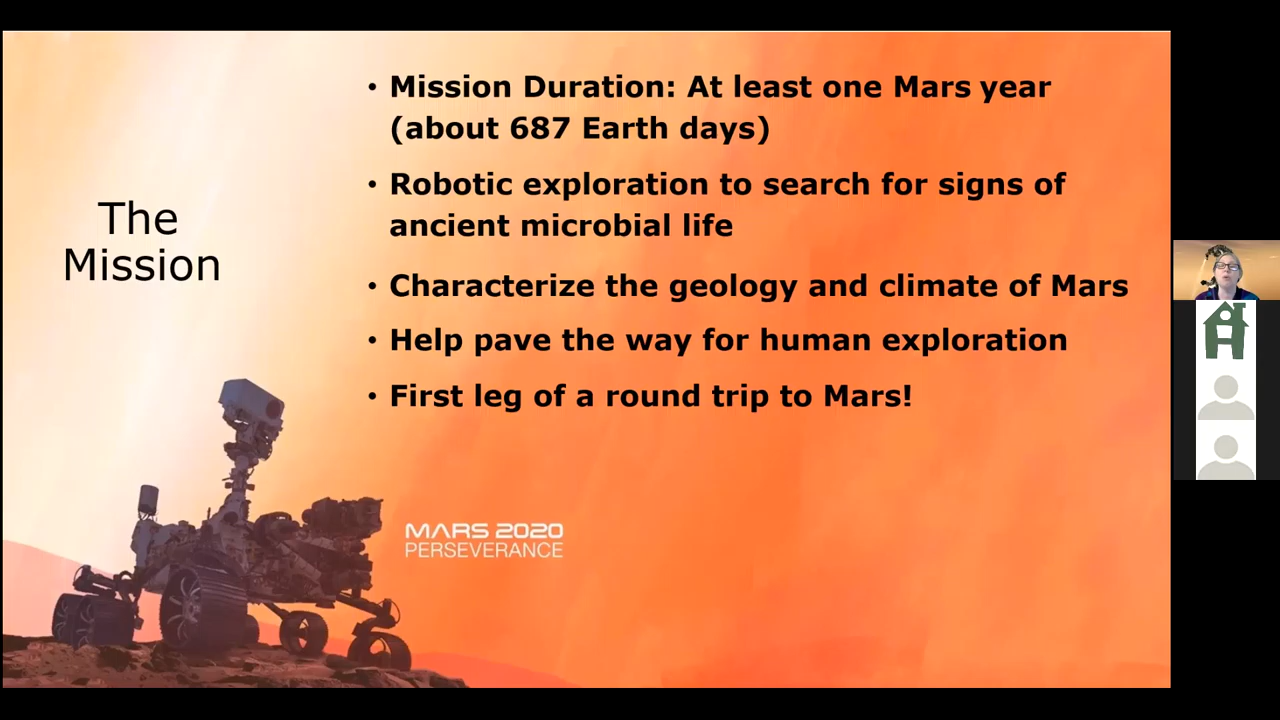 The
Mission
• Mission Duration: At least one Mars year
(about 687 Earth days)
• Robotic exploration to search for signs of
ancient microbial life
• Characterize the geology and climate of Mars
• Help pave the way for human exploration
• First leg of a round trip to Mars!
MARS 2020
PERSEVERANCE